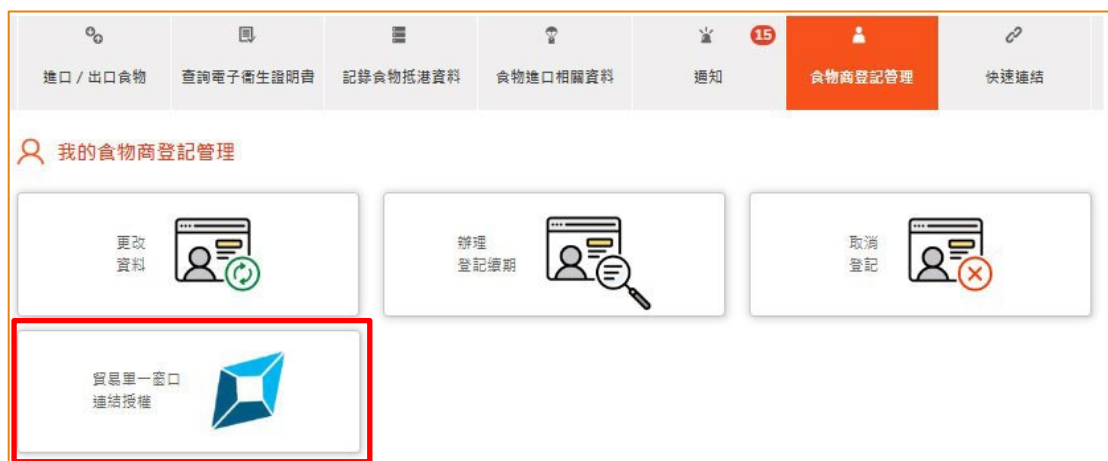 進口 / 出口食物
查詢電子衞生證明書
記錄食物抵港資料
食物進口相關資料
通知
15
食物商登記管理
快速連結
我的食物商登記管理
更改
資料
辦理
登記續期
取消
登記
貿易單一窗口
連結授權